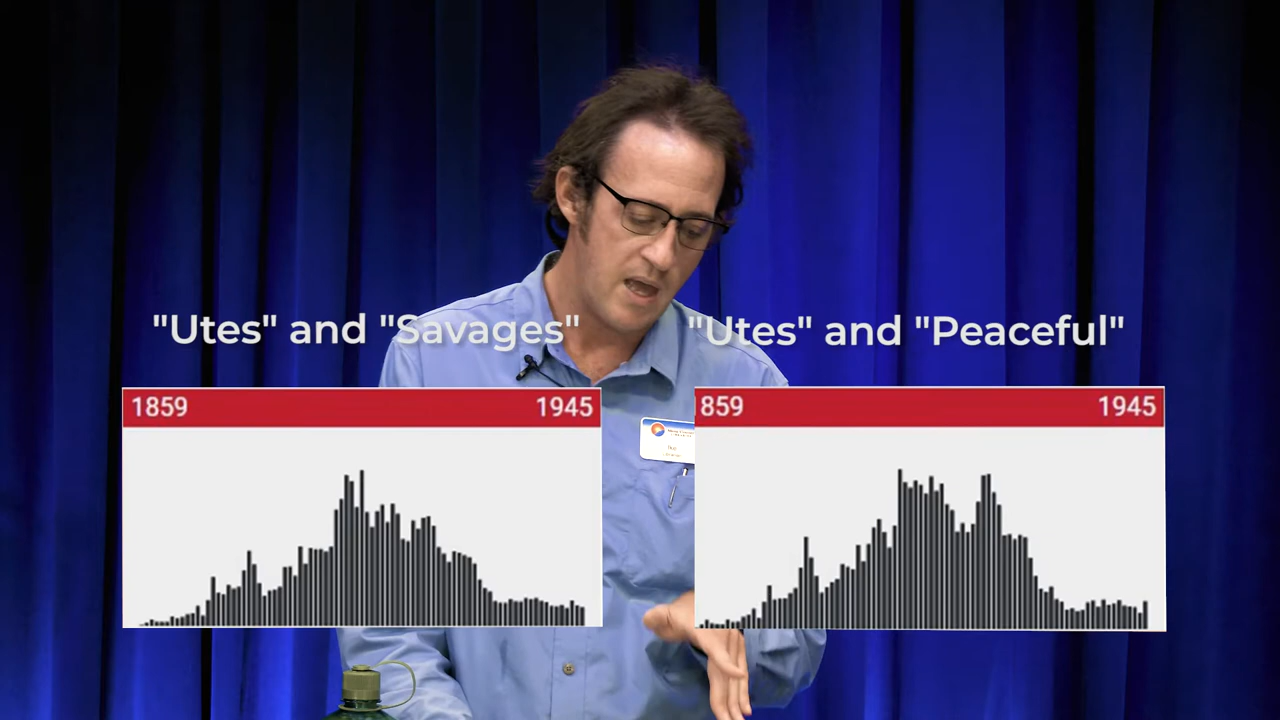 "Utes" and "Savages"
"Utes" and "Peaceful"
1859
1945
859
1945